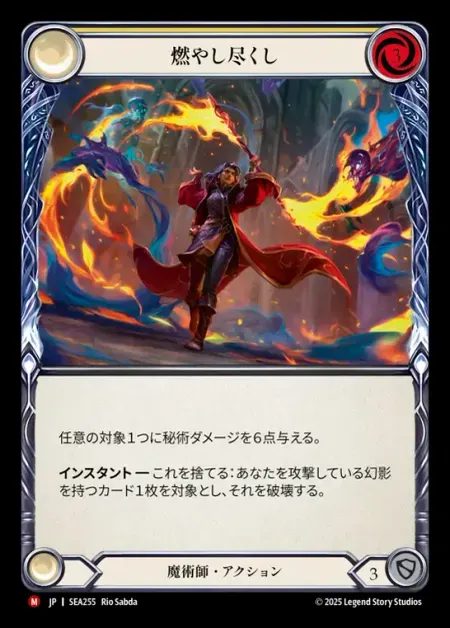 燃やし尽くし
3
任意の対象1つに秘術ダメージを6点与える。
インスタント ー これを捨てる：あなたを攻撃している幻影
を持つカード1枚を対象とし、それを破壊する。
魔術師・アクション
3
M JP | SEA255 Rio Sabda
© 2025 Legend Story Studios